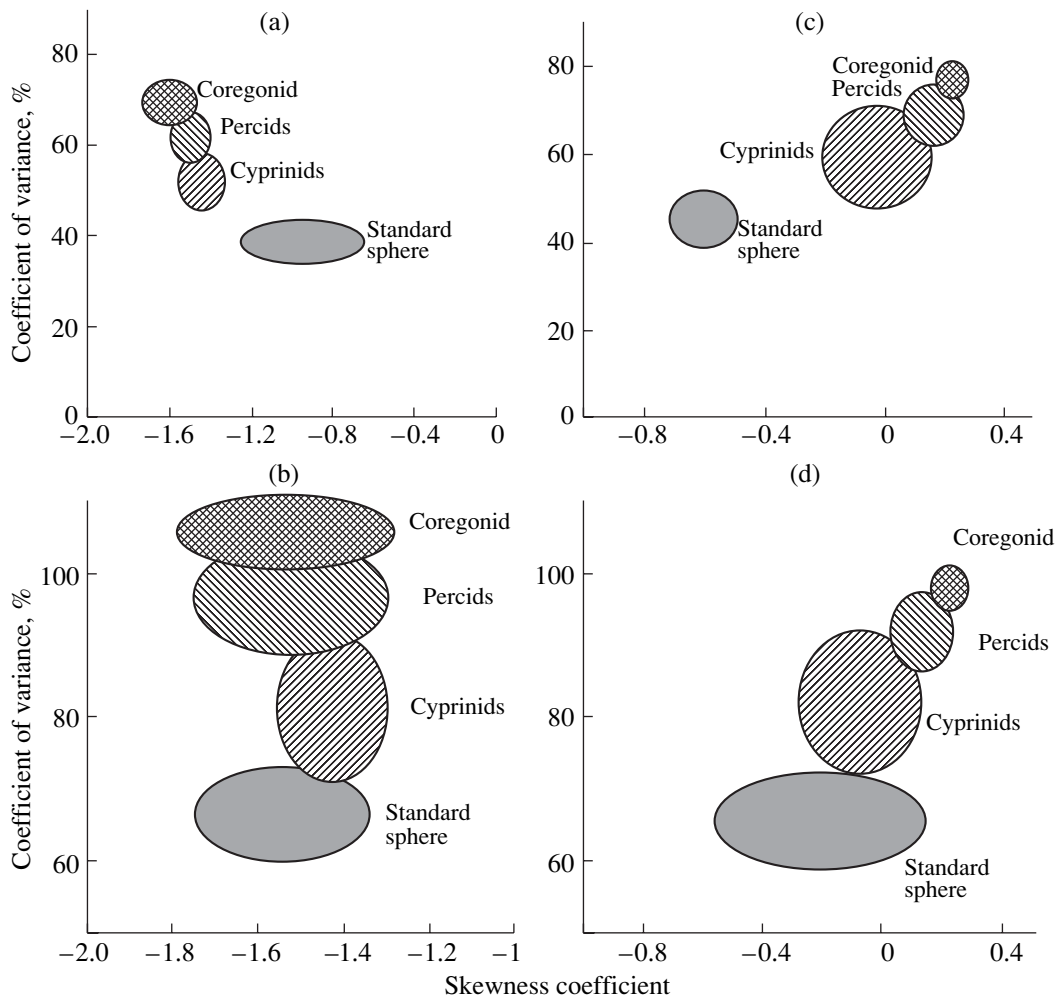 (a)
Coefficient of variance, %
80
60
40
20
0
Coregonid
Percids
Cyprinids
Standard
sphere
−2.0
−1.6
−1.2
−0.8
−0.4
0
(c)
80
60
40
20
0
Coregonid
Percids
Cyprinids
Standard
sphere
−0.8
−0.4
0
0.4
(b)
Coefficient of variance, %
100
80
60
Coregonid
Percids
Cyprinids
Standard
sphere
−2.0
−1.8
−1.6
−1.4
−1.2
−1
(d)
100
80
60
Coregonid
Percids
Cyprinids
Standard
sphere
−0.8
−0.4
0
0.4
Skewness coefficient